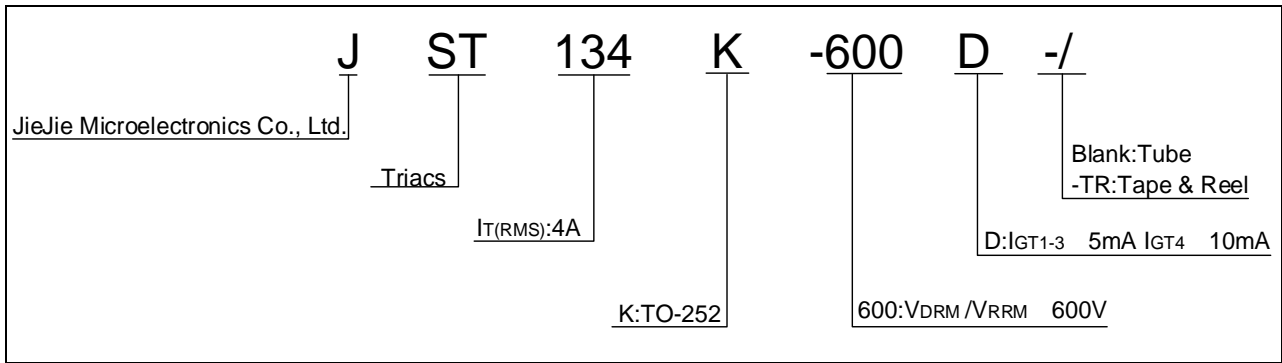 J ST 134 K -600 D -/
JieJie Microelectronics Co., Ltd.
Blank:Tube
Triacs
-TR:Tape & Reel
IT(RMS):4A
D:IGT1-3 5mA IGT4 10mA
K:TO-252
600:VDRM /VRRM 600V